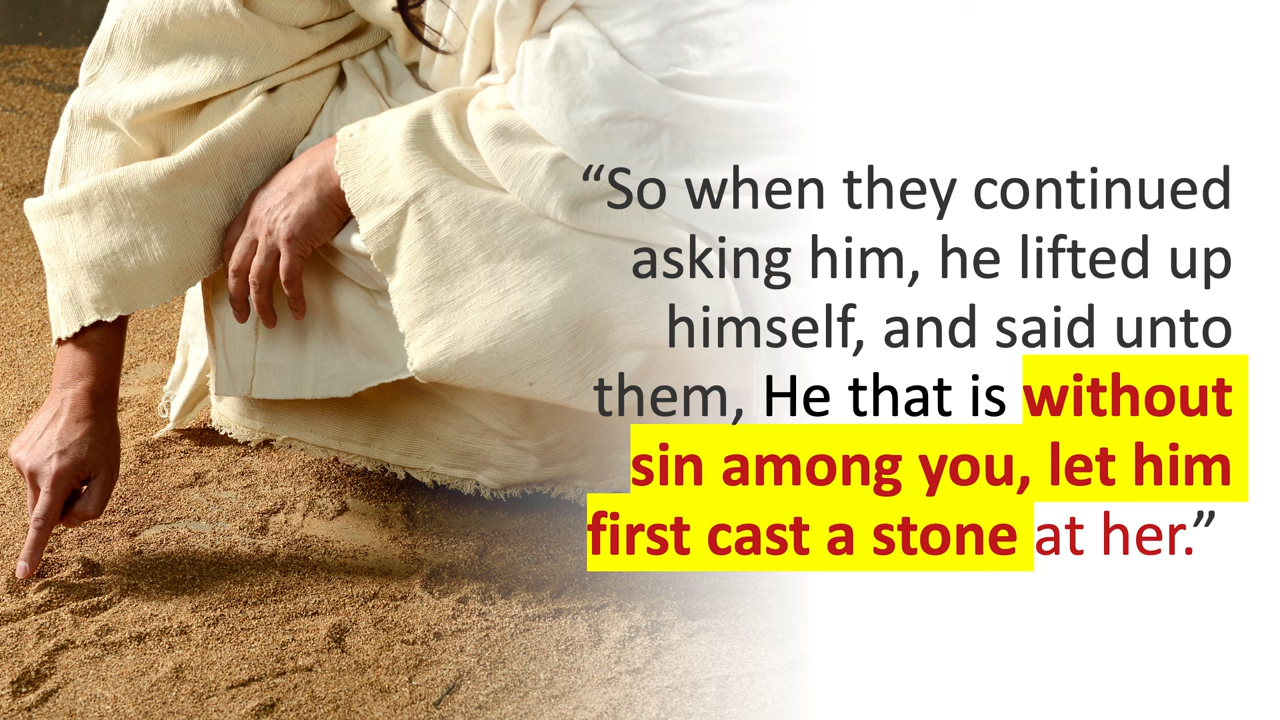 “So when they continued
asking him, he lifted up
himself, and said unto
them, He that is without
sin among you, let him
first cast a stone at her.”